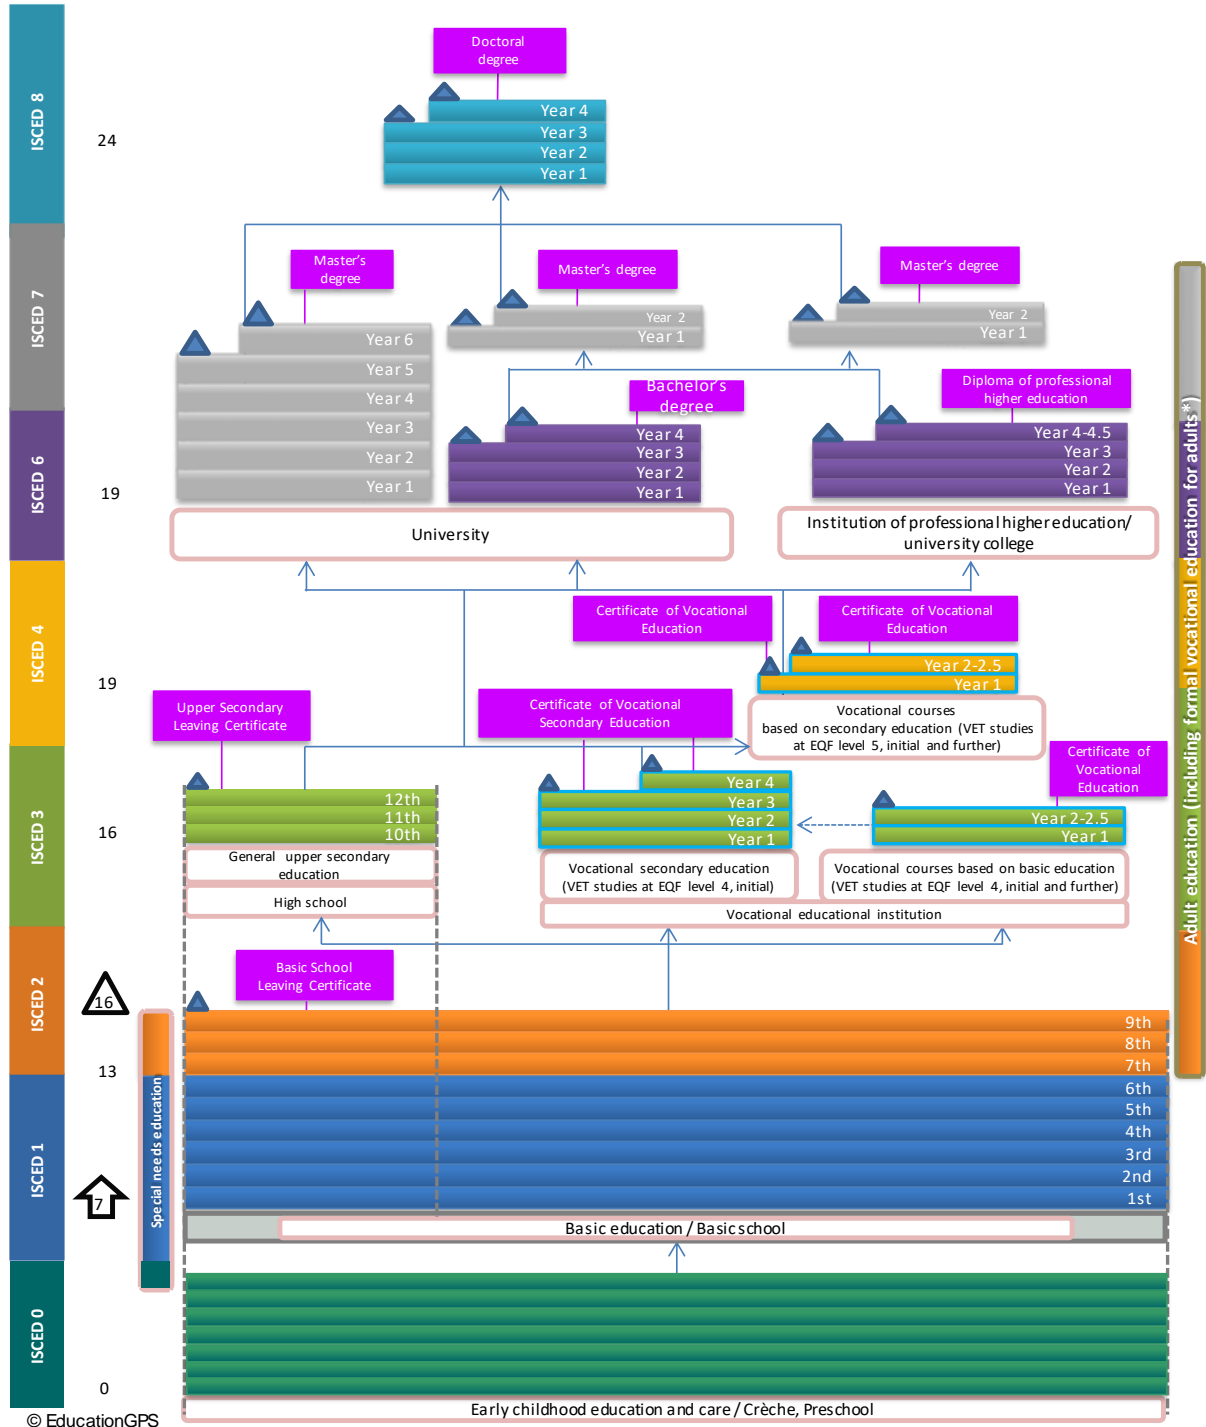 ISCED 8
24
Doctoral
degree
Year 4
Year 3
Year 2
Year 1
ISCED 7
Master's
degree
Year 6
Year 5
Year 4
Year 3
Year 2
Year 1
Master's degree
Year 2
Year 1
Master's degree
Year 2
Year 1
ISCED 6
19
Bachelor's
degree
Year 4
Year 3
Year 2
Year 1
Diploma of professional
higher education
Year 4-4.5
Year 3
Year 2
Year 1
University
Institution of professional higher education/
university college
ISCED 4
19
Certificate of Vocational
Education
Certificate of Vocational
Education
Year 2-2.5
Year 1
Vocational courses
based on secondary education (VET studies
at EQF level 5, initial and further)
ISCED 3
16
Upper Secondary
Leaving Certificate
12th
11th
10th
General upper secondary
education
High school
Certificate of Vocational
Secondary Education
Year 4
Year 3
Year 2
Year 1
Vocational secondary education
(VET studies at EQF level 4, initial)
Certificate of
Vocational
Education
Year 2-2.5
Year 1
Vocational courses based on basic education
(VET studies at EQF level 4, initial and further)
Vocational educational institution
ISCED 2
16
13
Basic School
Leaving Certificate
9th
8th
7th
ISCED 1
7
6th
5th
4th
3rd
2nd
1st
Special needs education
Basic education / Basic school
ISCED 0
0
Early childhood education and care / Crèche, Preschool
Adult education (including formal vocational education for adults*)
© EducationGPS